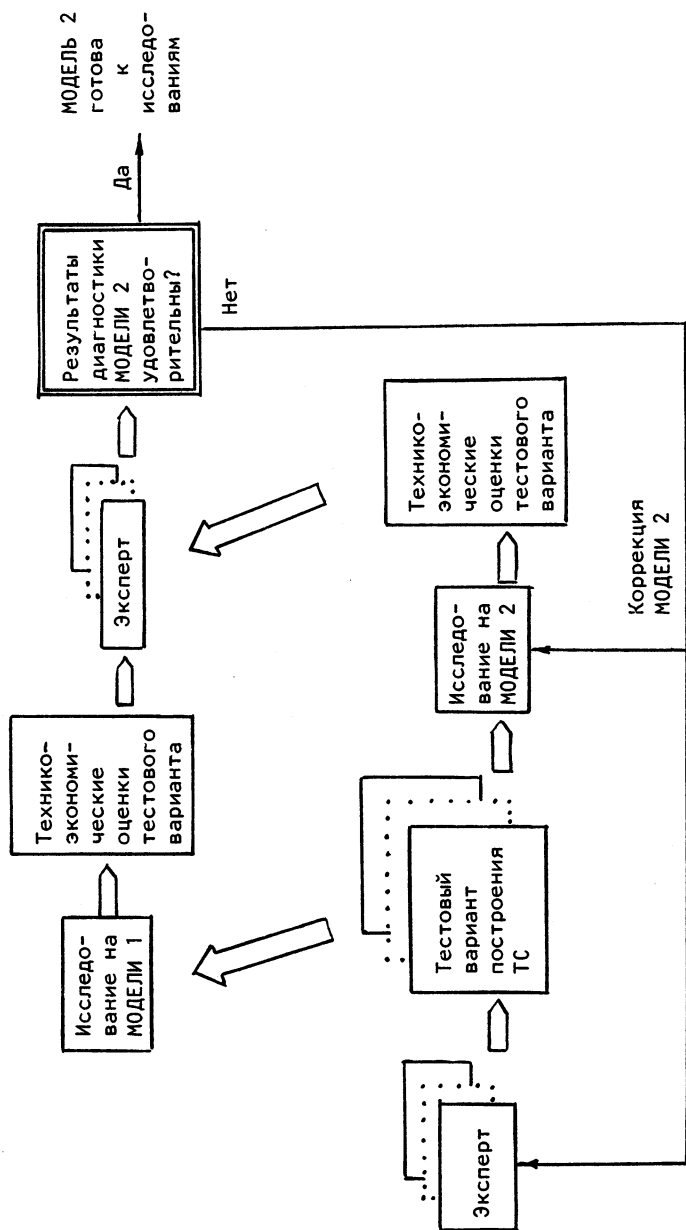 Исследо-
вание на
МОДЕЛИ 1
Технико-
экономи-
ческие
оценки
тестового
варианта
Эксперт
Результаты
диагностики
МОДЕЛИ 2
удовлетво-
рительны?
Да
МОДЕЛЬ 2
готова
к
исследо-
ваниям
Нет
Эксперт
Тестовый
вариант
построения
ТС
Исследо-
вание на
МОДЕЛИ 2
Технико-
экономи-
ческие
оценки
тестового
варианта
Коррекция
МОДЕЛИ 2